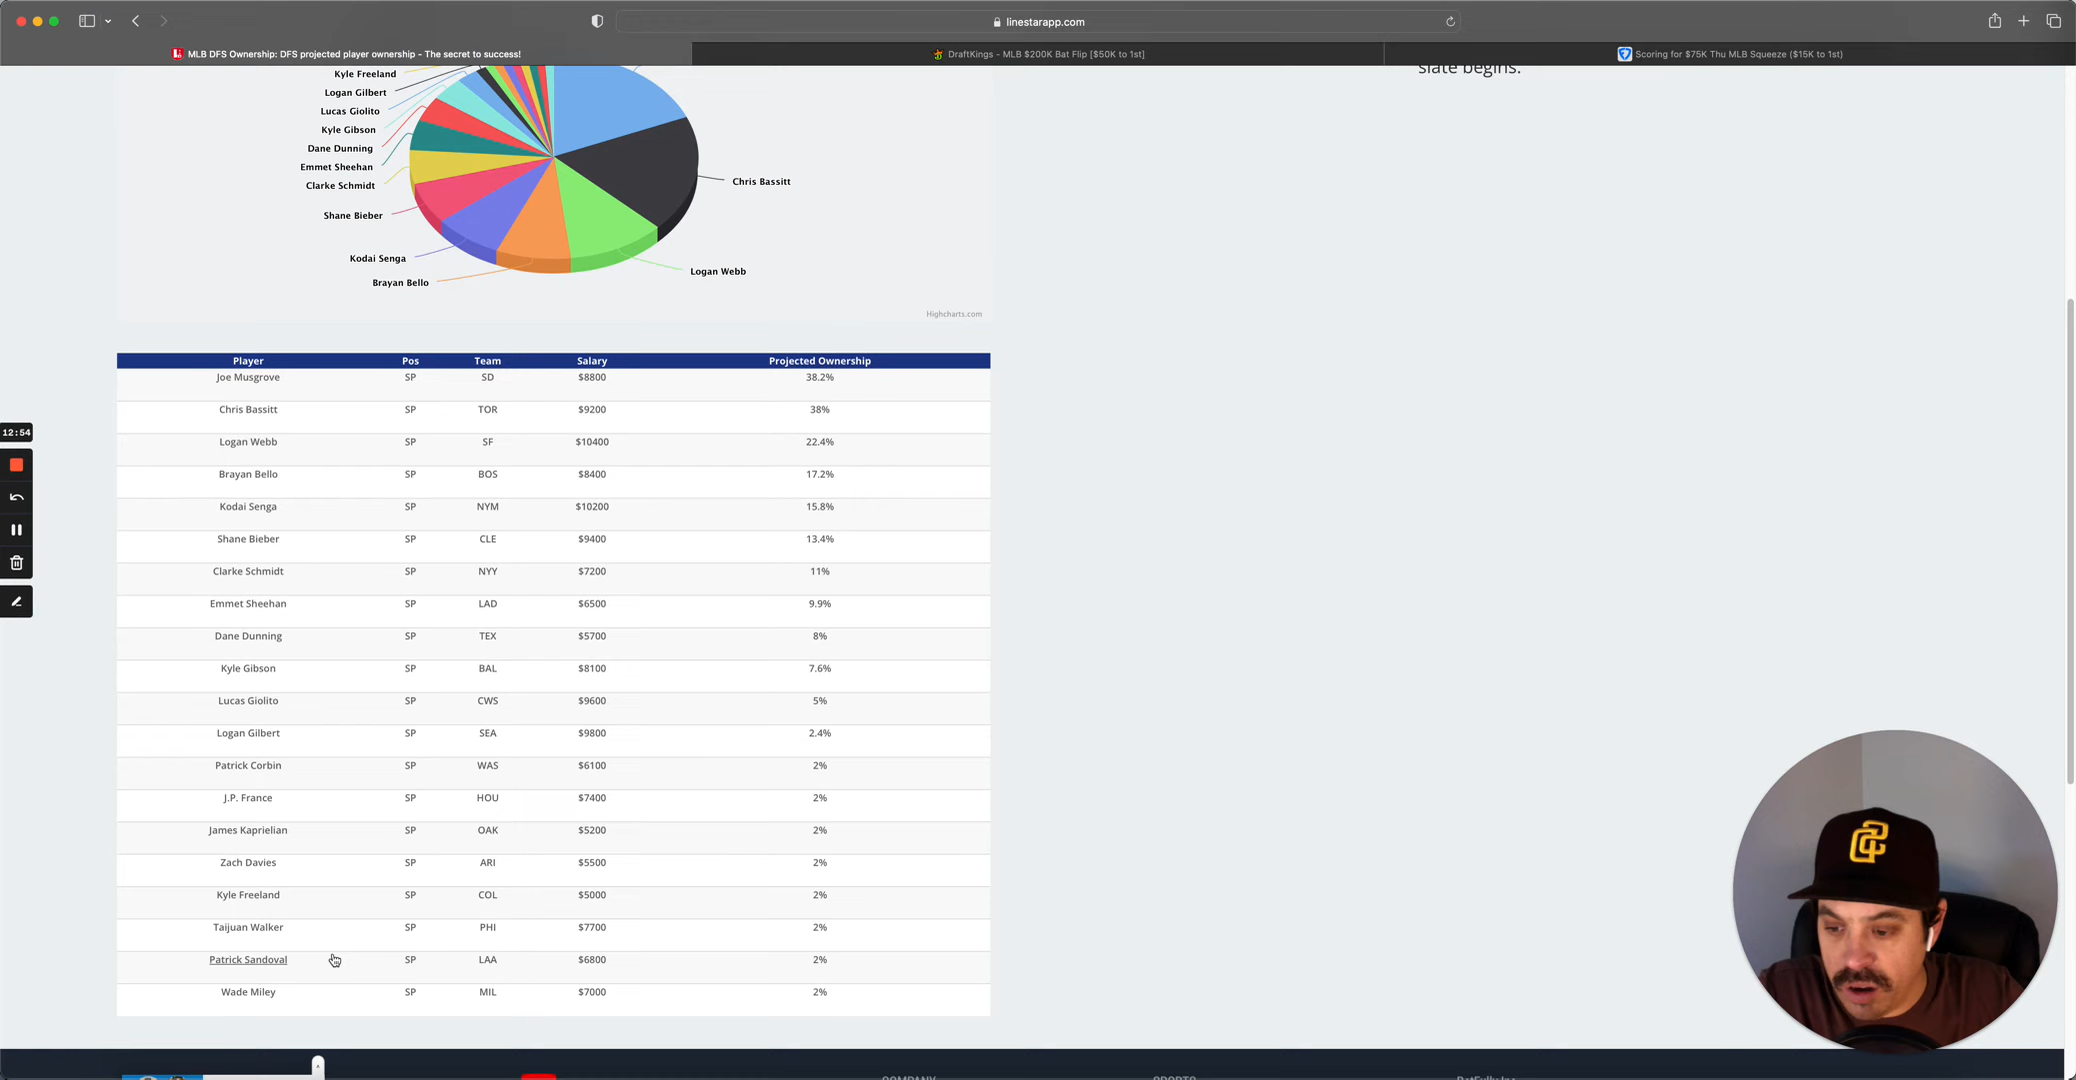 linestarapp.com
MLB DFS Ownership: DFS projected player ownership - The secret to success!
DraftKings - MLB $200K Bat Flip [$50K to 1st]
Scoring for $75K Thu MLB Squeeze ($15K to 1st)
slate begins.
Kyle Freeland
Logan Gilbert
Lucas Giolito
Kyle Gibson
Dane Dunning
Emmet Sheehan
Clarke Schmidt
Shane Bieber
Kodai Senga
Brayan Bello
Chris Bassitt
Logan Webb
Highcharts.com
Player Pos Team Salary Projected Ownership
Joe Musgrove SP SD $8800 38.2%
Chris Bassitt SP TOR $9200 38%
Logan Webb SP SF $10400 22.4%
Brayan Bello SP BOS $8400 17.2%
Kodai Senga SP NYM $10200 15.8%
Shane Bieber SP CLE $9400 13.4%
Clarke Schmidt SP NYY $7200 11%
Emmet Sheehan SP LAD $6500 9.9%
Dane Dunning SP TEX $5700 8%
Kyle Gibson SP BAL $8100 7.6%
Lucas Giolito SP CWS $9600 5%
Logan Gilbert SP SEA $9800 2.4%
Patrick Corbin SP WAS $6100 2%
J.P. France SP HOU $7400 2%
James Kaprielian SP OAK $5200 2%
Zach Davies SP ARI $5500 2%
Kyle Freeland SP COL $5000 2%
Taijuan Walker SP PHI $7700 2%
Patrick Sandoval SP LAA $6800 2%
Wade Miley SP MIL $7000 2%
12:54
COMPANY SPORTS